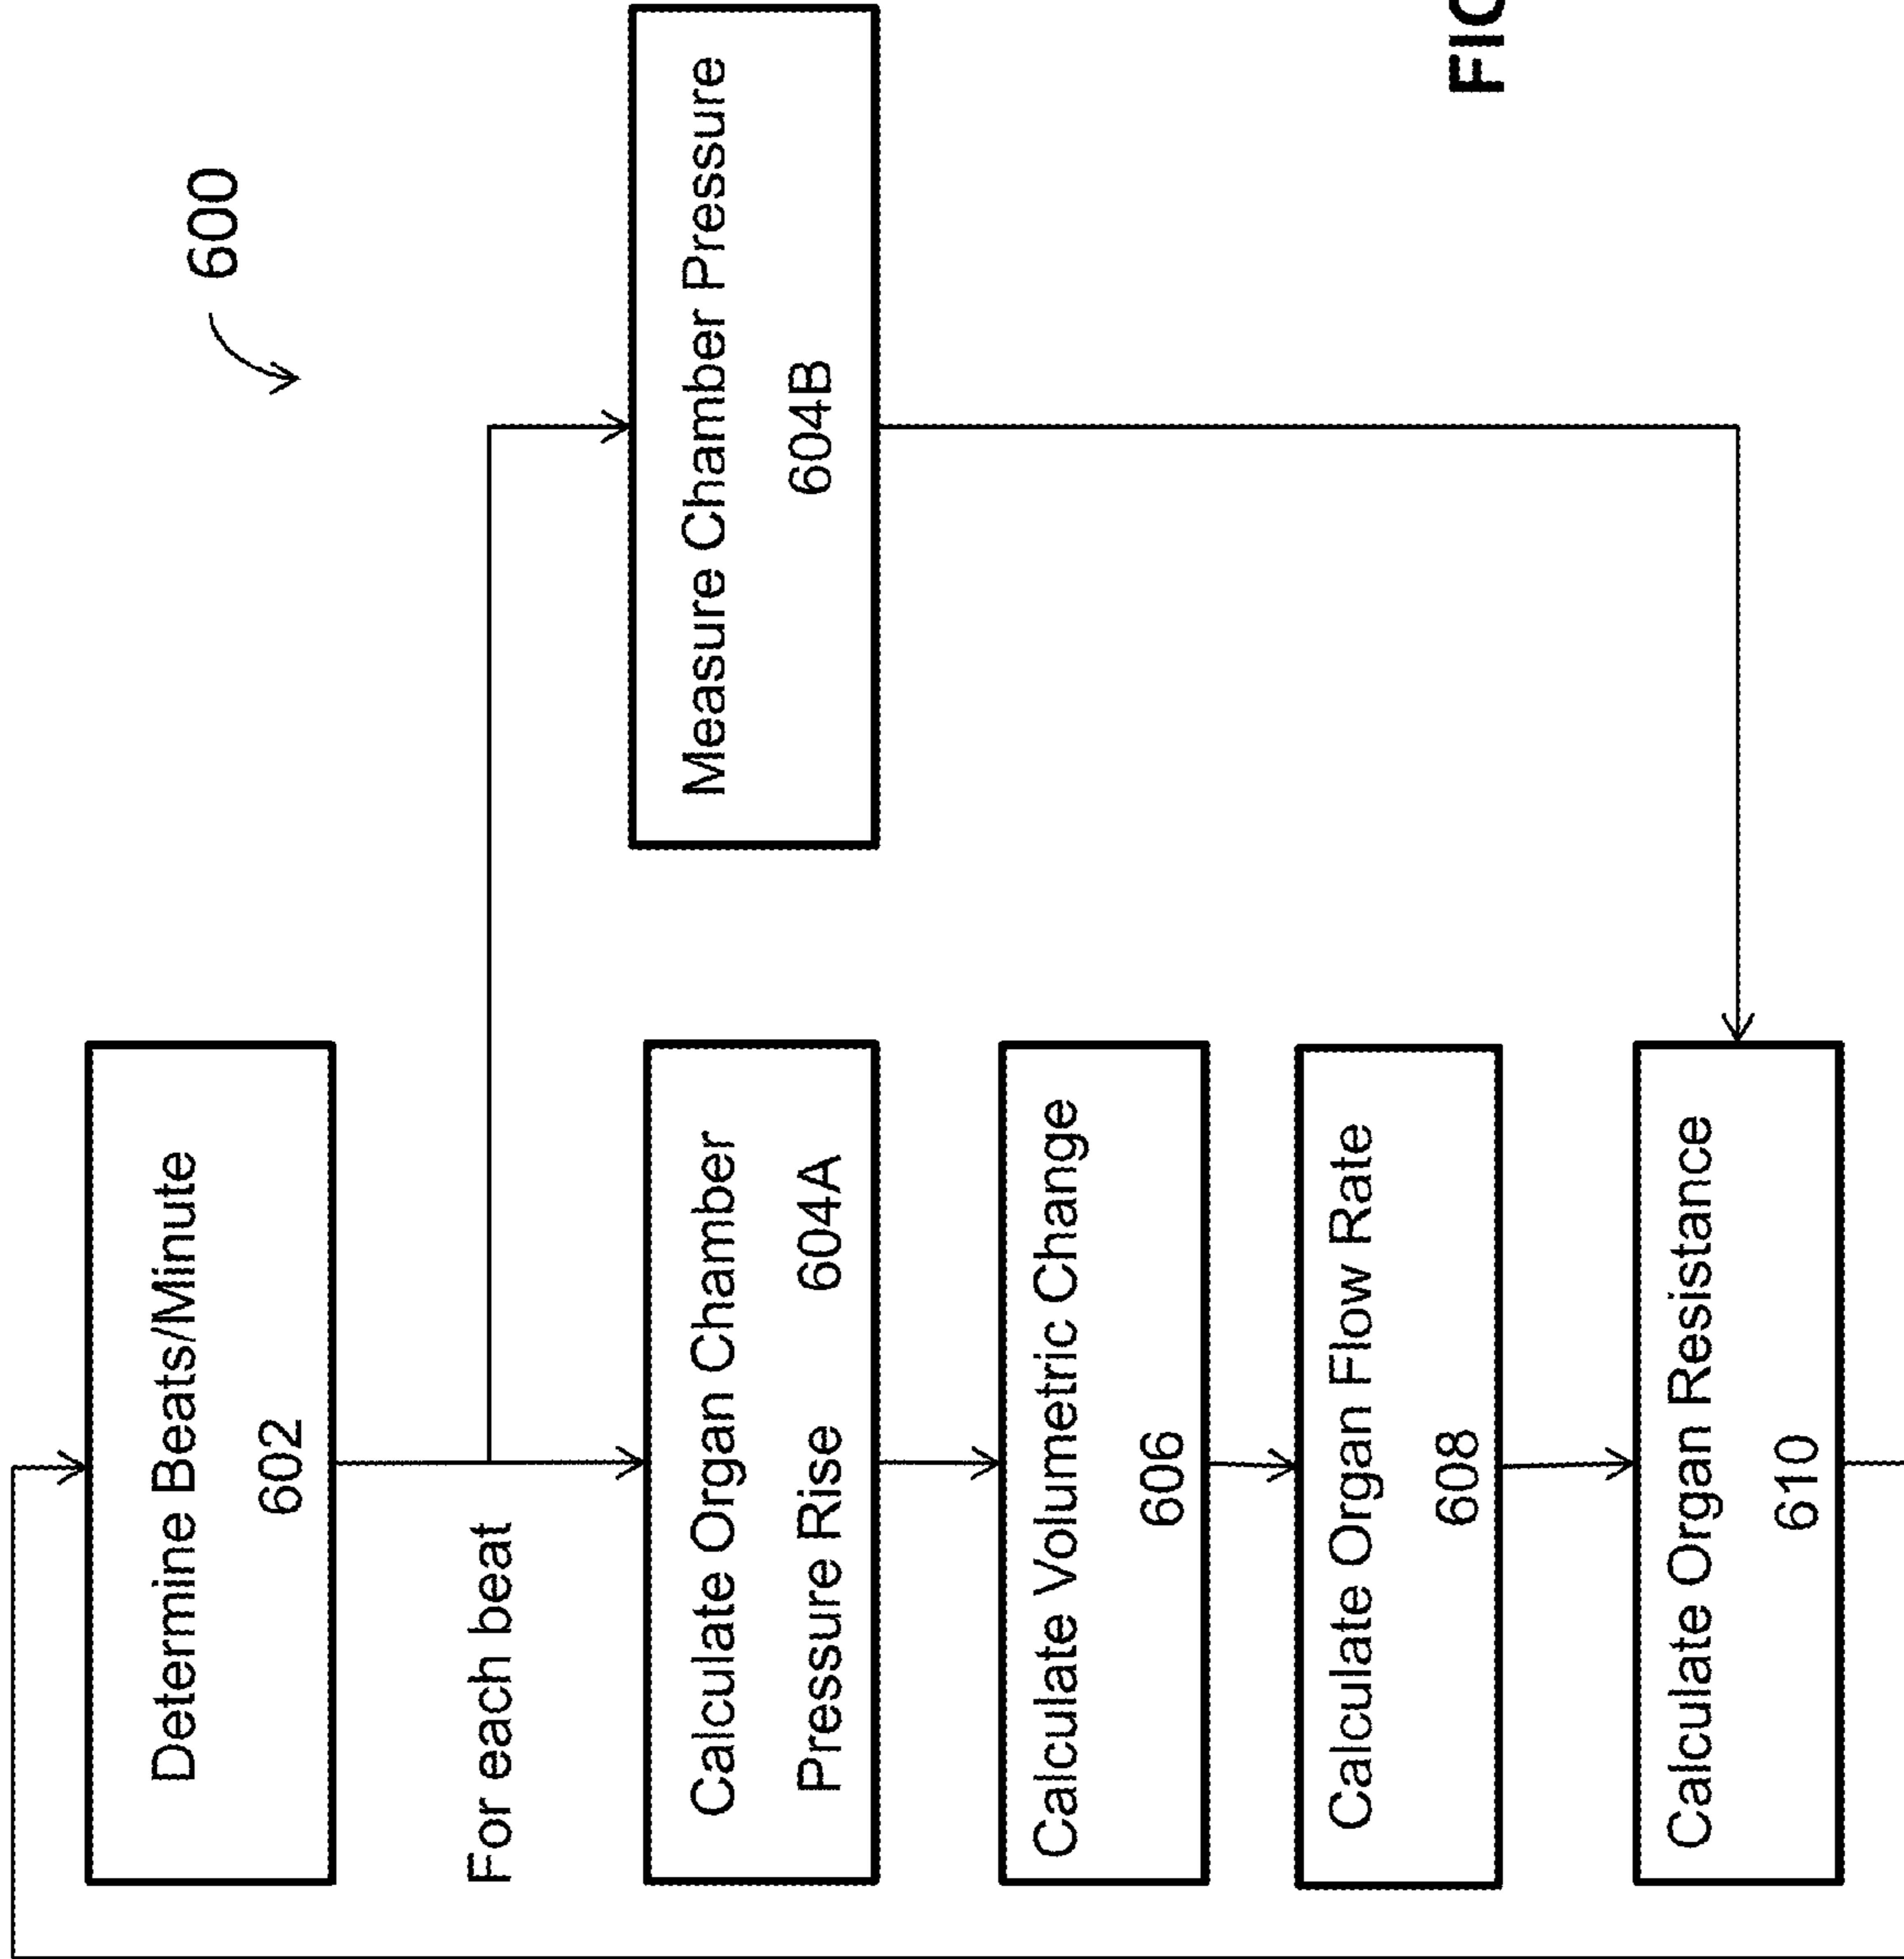 600
Determine Beats/Minute
602
For each beat
Calculate Organ Chamber
Pressure Rise 604A
Measure Chamber Pressure
604B
Calculate Volumetric Change
606
Calculate Organ Flow Rate
608
Calculate Organ Resistance
610